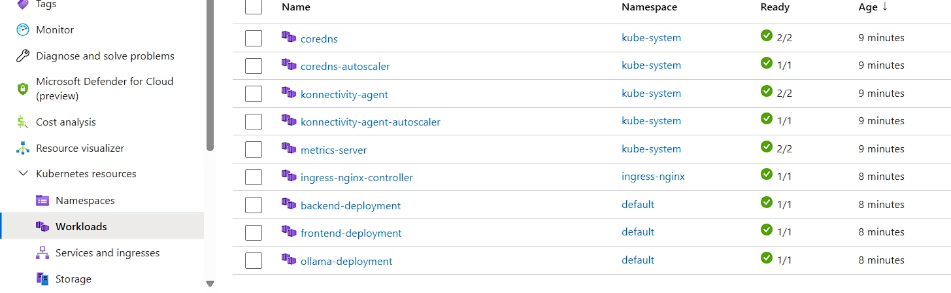 Tags
Monitor
Diagnose and solve problems
Microsoft Defender for Cloud
(preview)
Cost analysis
Resource visualizer
Kubernetes resources
Namespaces
Workloads
Services and ingresses
Storage
Name Namespace Ready Age ↓
coredns kube-system 2/2 9 minutes
coredns-autoscaler kube-system 1/1 9 minutes
konnectivity-agent kube-system 2/2 9 minutes
konnectivity-agent-autoscaler kube-system 1/1 9 minutes
metrics-server kube-system 2/2 9 minutes
ingress-nginx-controller ingress-nginx 1/1 8 minutes
backend-deployment default 1/1 8 minutes
frontend-deployment default 1/1 8 minutes
ollama-deployment default 1/1 8 minutes